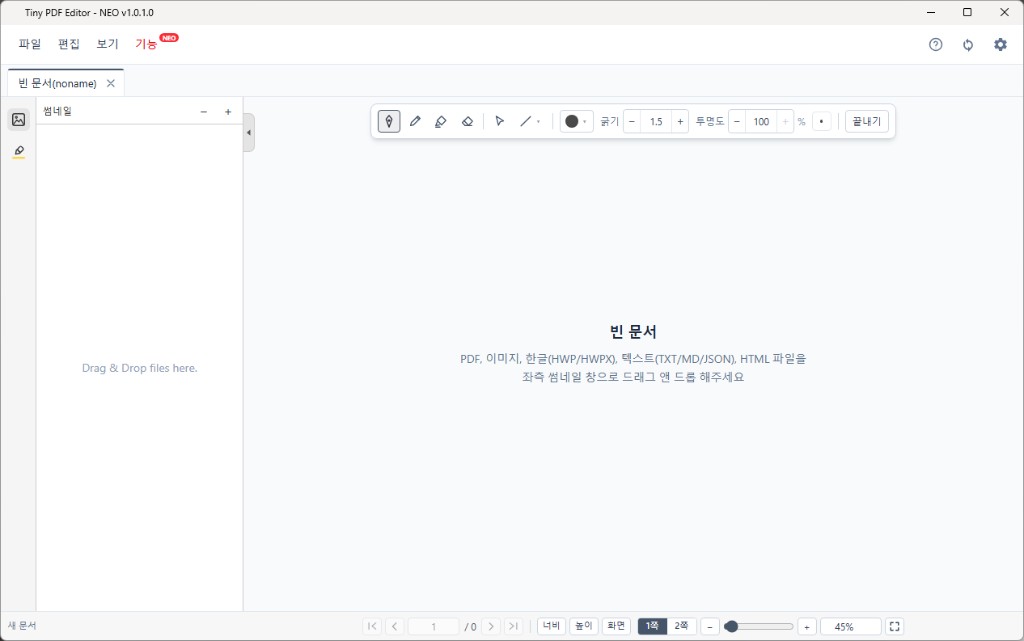 Tiny PDF Editor - NEO v1.0.1.0
파일 편집 보기 기능 NEO
빈 문서(noname)
썸네일 − +
굵기 − 1.5 + 투명도 − 100 + % 끝내기
빈 문서
PDF, 이미지, 한글(HWP/HWPX), 텍스트(TXT/MD/JSON), HTML 파일을
좌측 썸네일 창으로 드래그 앤 드롭 해주세요
Drag & Drop files here.
새 문서 1 / 0 너비 높이 화면 1쪽 2쪽 − + 45%